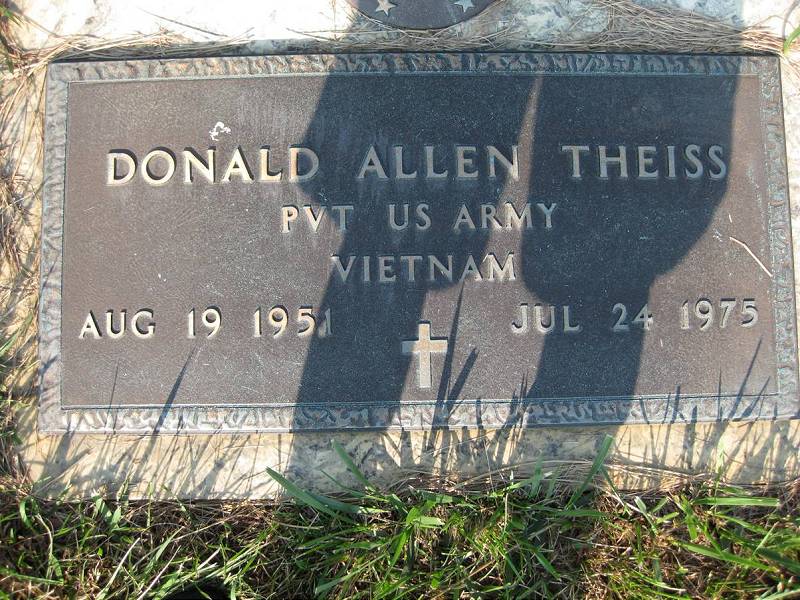 DONALD ALLEN THEISS
PVT US ARMY
VIETNAM
AUG 19 1951 JUL 24 1975